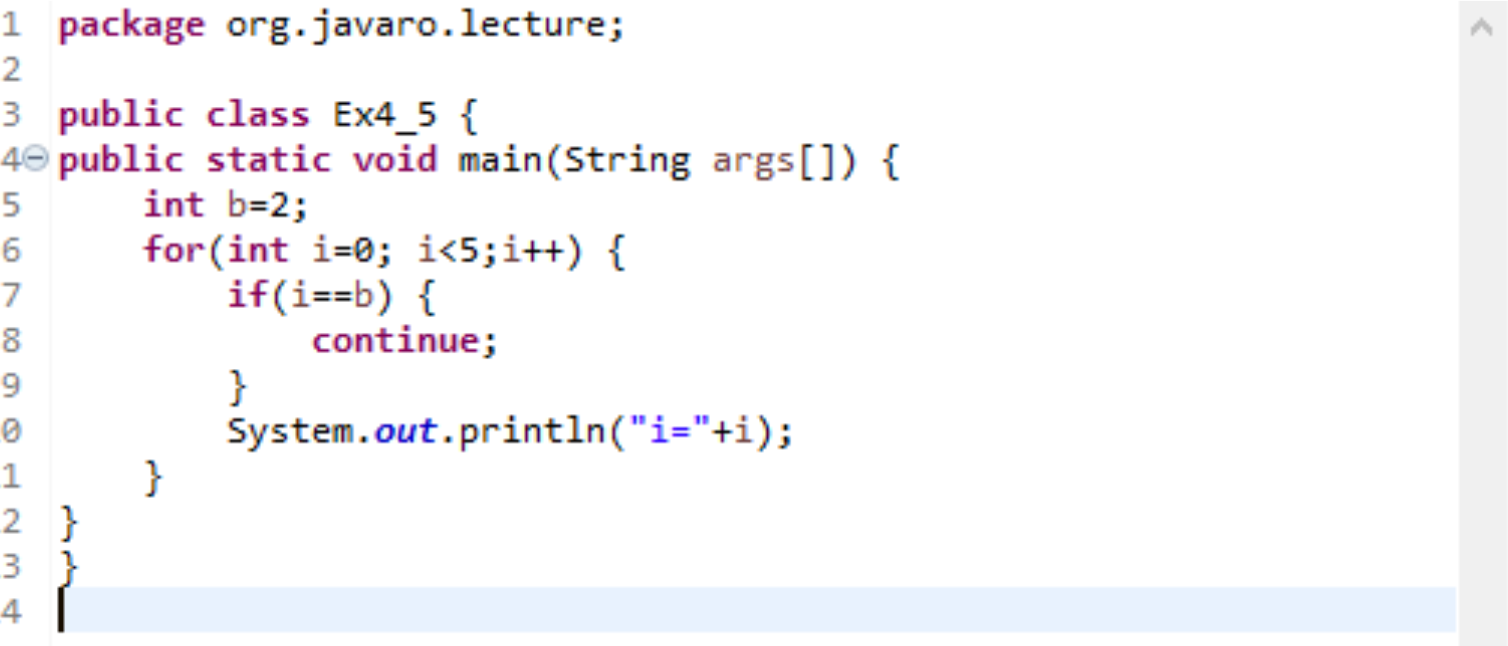 1 package org.javaro.lecture;
2
3 public class Ex4_5 {
4 public static void main(String args[]) {
5 int b=2;
6 for(int i=0; i<5;i++) {
7 if(i==b) {
8 continue;
9 }
0 System.out.println("i="+i);
1 }
2 }
3 }
4